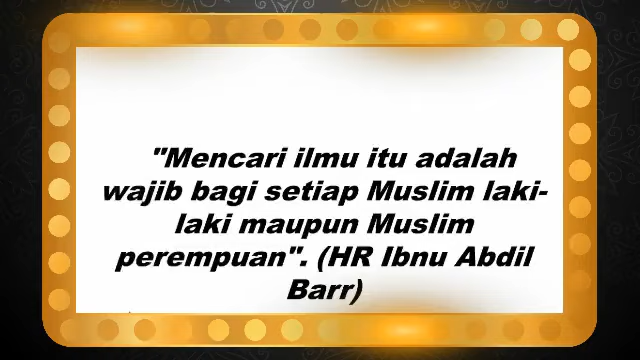 "Mencari ilmu itu adalah
wajib bagi setiap Muslim laki-
laki maupun Muslim
perempuan". (HR Ibnu Abdil
Barr)